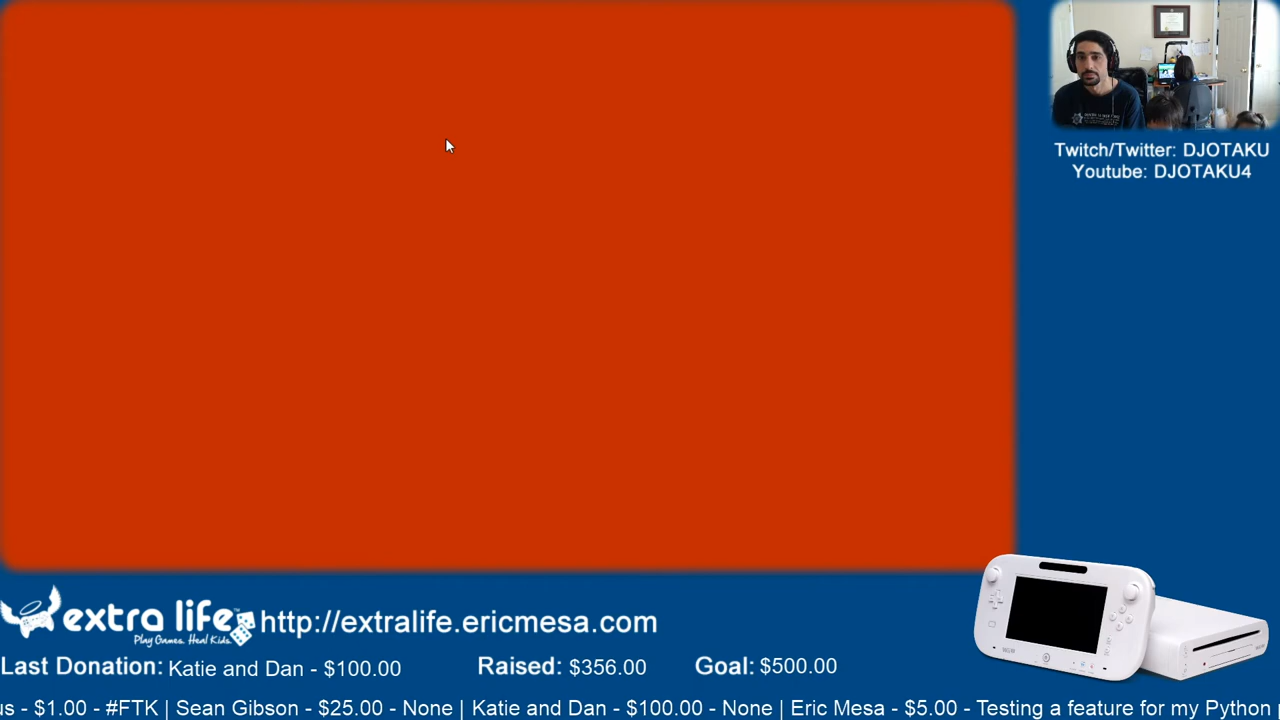 Twitch/Twitter: DJOTAKU
Youtube: DJOTAKU4
extra life
Play Games. Heal Kids.
http://extralife.ericmesa.com
Last Donation: Katie and Dan - $100.00
Raised: $356.00
Goal: $500.00
us - $1.00 - #FTK | Sean Gibson - $25.00 - None | Katie and Dan - $100.00 - None | Eric Mesa - $5.00 - Testing a feature for my Python